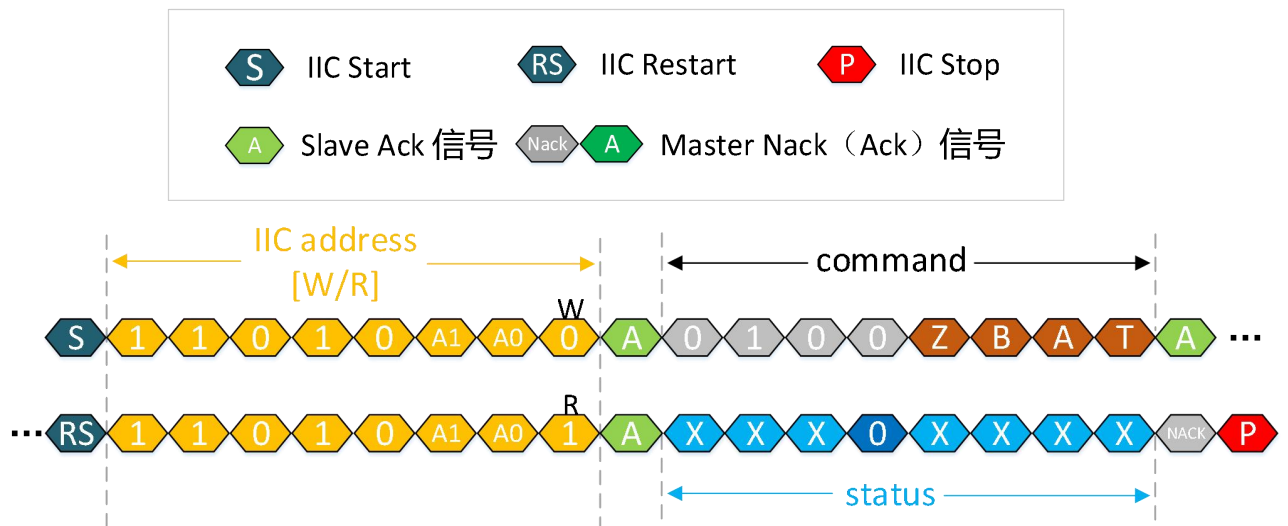 S IIC Start RS IIC Restart P IIC Stop
A Slave Ack 信号 Nack A Master Nack（Ack）信号
IIC address
[W/R]
command
W
S 1 1 0 1 0 A1 A0 0 A 0 1 0 0 Z B A T A ...
R
... RS 1 1 0 1 0 A1 A0 1 A X X X 0 X X X X NACK P
status